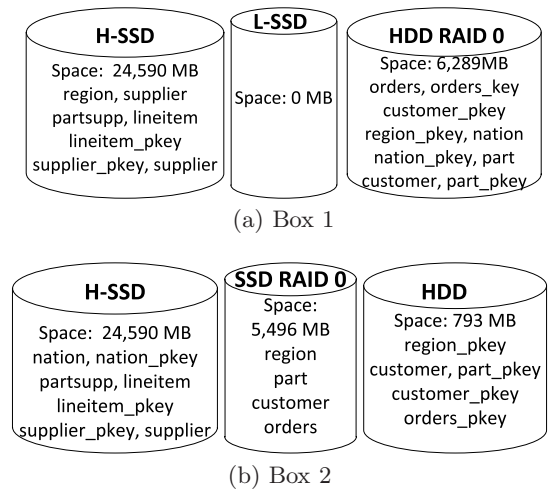 H-SSD
Space: 24,590 MB
region, supplier
partsupp, lineitem
lineitem_pkey
supplier_pkey, supplier
L-SSD
Space: 0 MB
HDD RAID 0
Space: 6,289MB
orders, orders_key
customer_pkey
region_pkey, nation
nation_pkey, part
customer, part_pkey
(a) Box 1
H-SSD
Space: 24,590 MB
nation, nation_pkey
partsupp, lineitem
lineitem_pkey
supplier_pkey, supplier
SSD RAID 0
Space:
5,496 MB
region
part
customer
orders
HDD
Space: 793 MB
region_pkey
customer, part_pkey
customer_pkey
orders_pkey
(b) Box 2